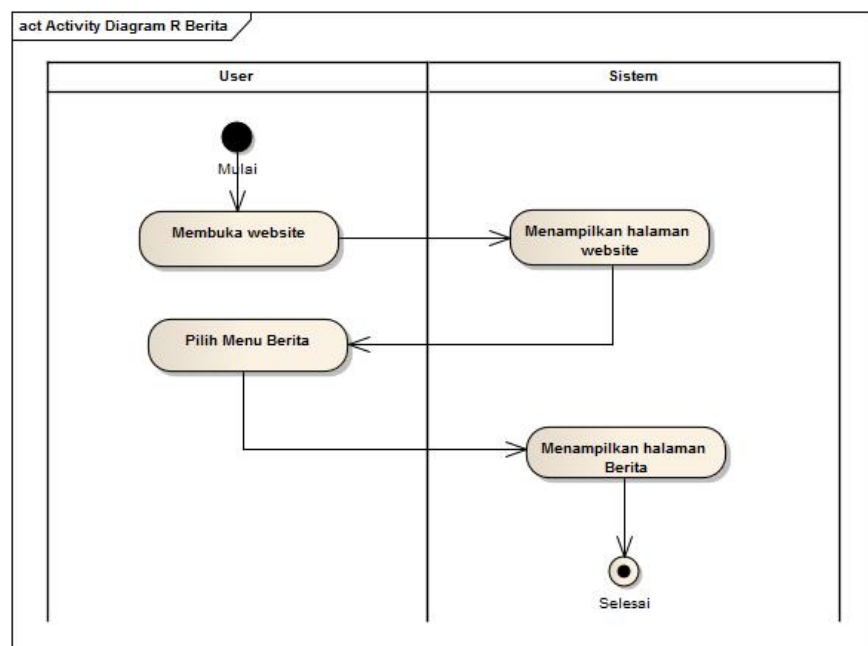 act Activity Diagram R Berita
User
Sistem
Mulai
Membuka website
Menampilkan halaman
website
Pilih Menu Berita
Menampilkan halaman
Berita
Selesai